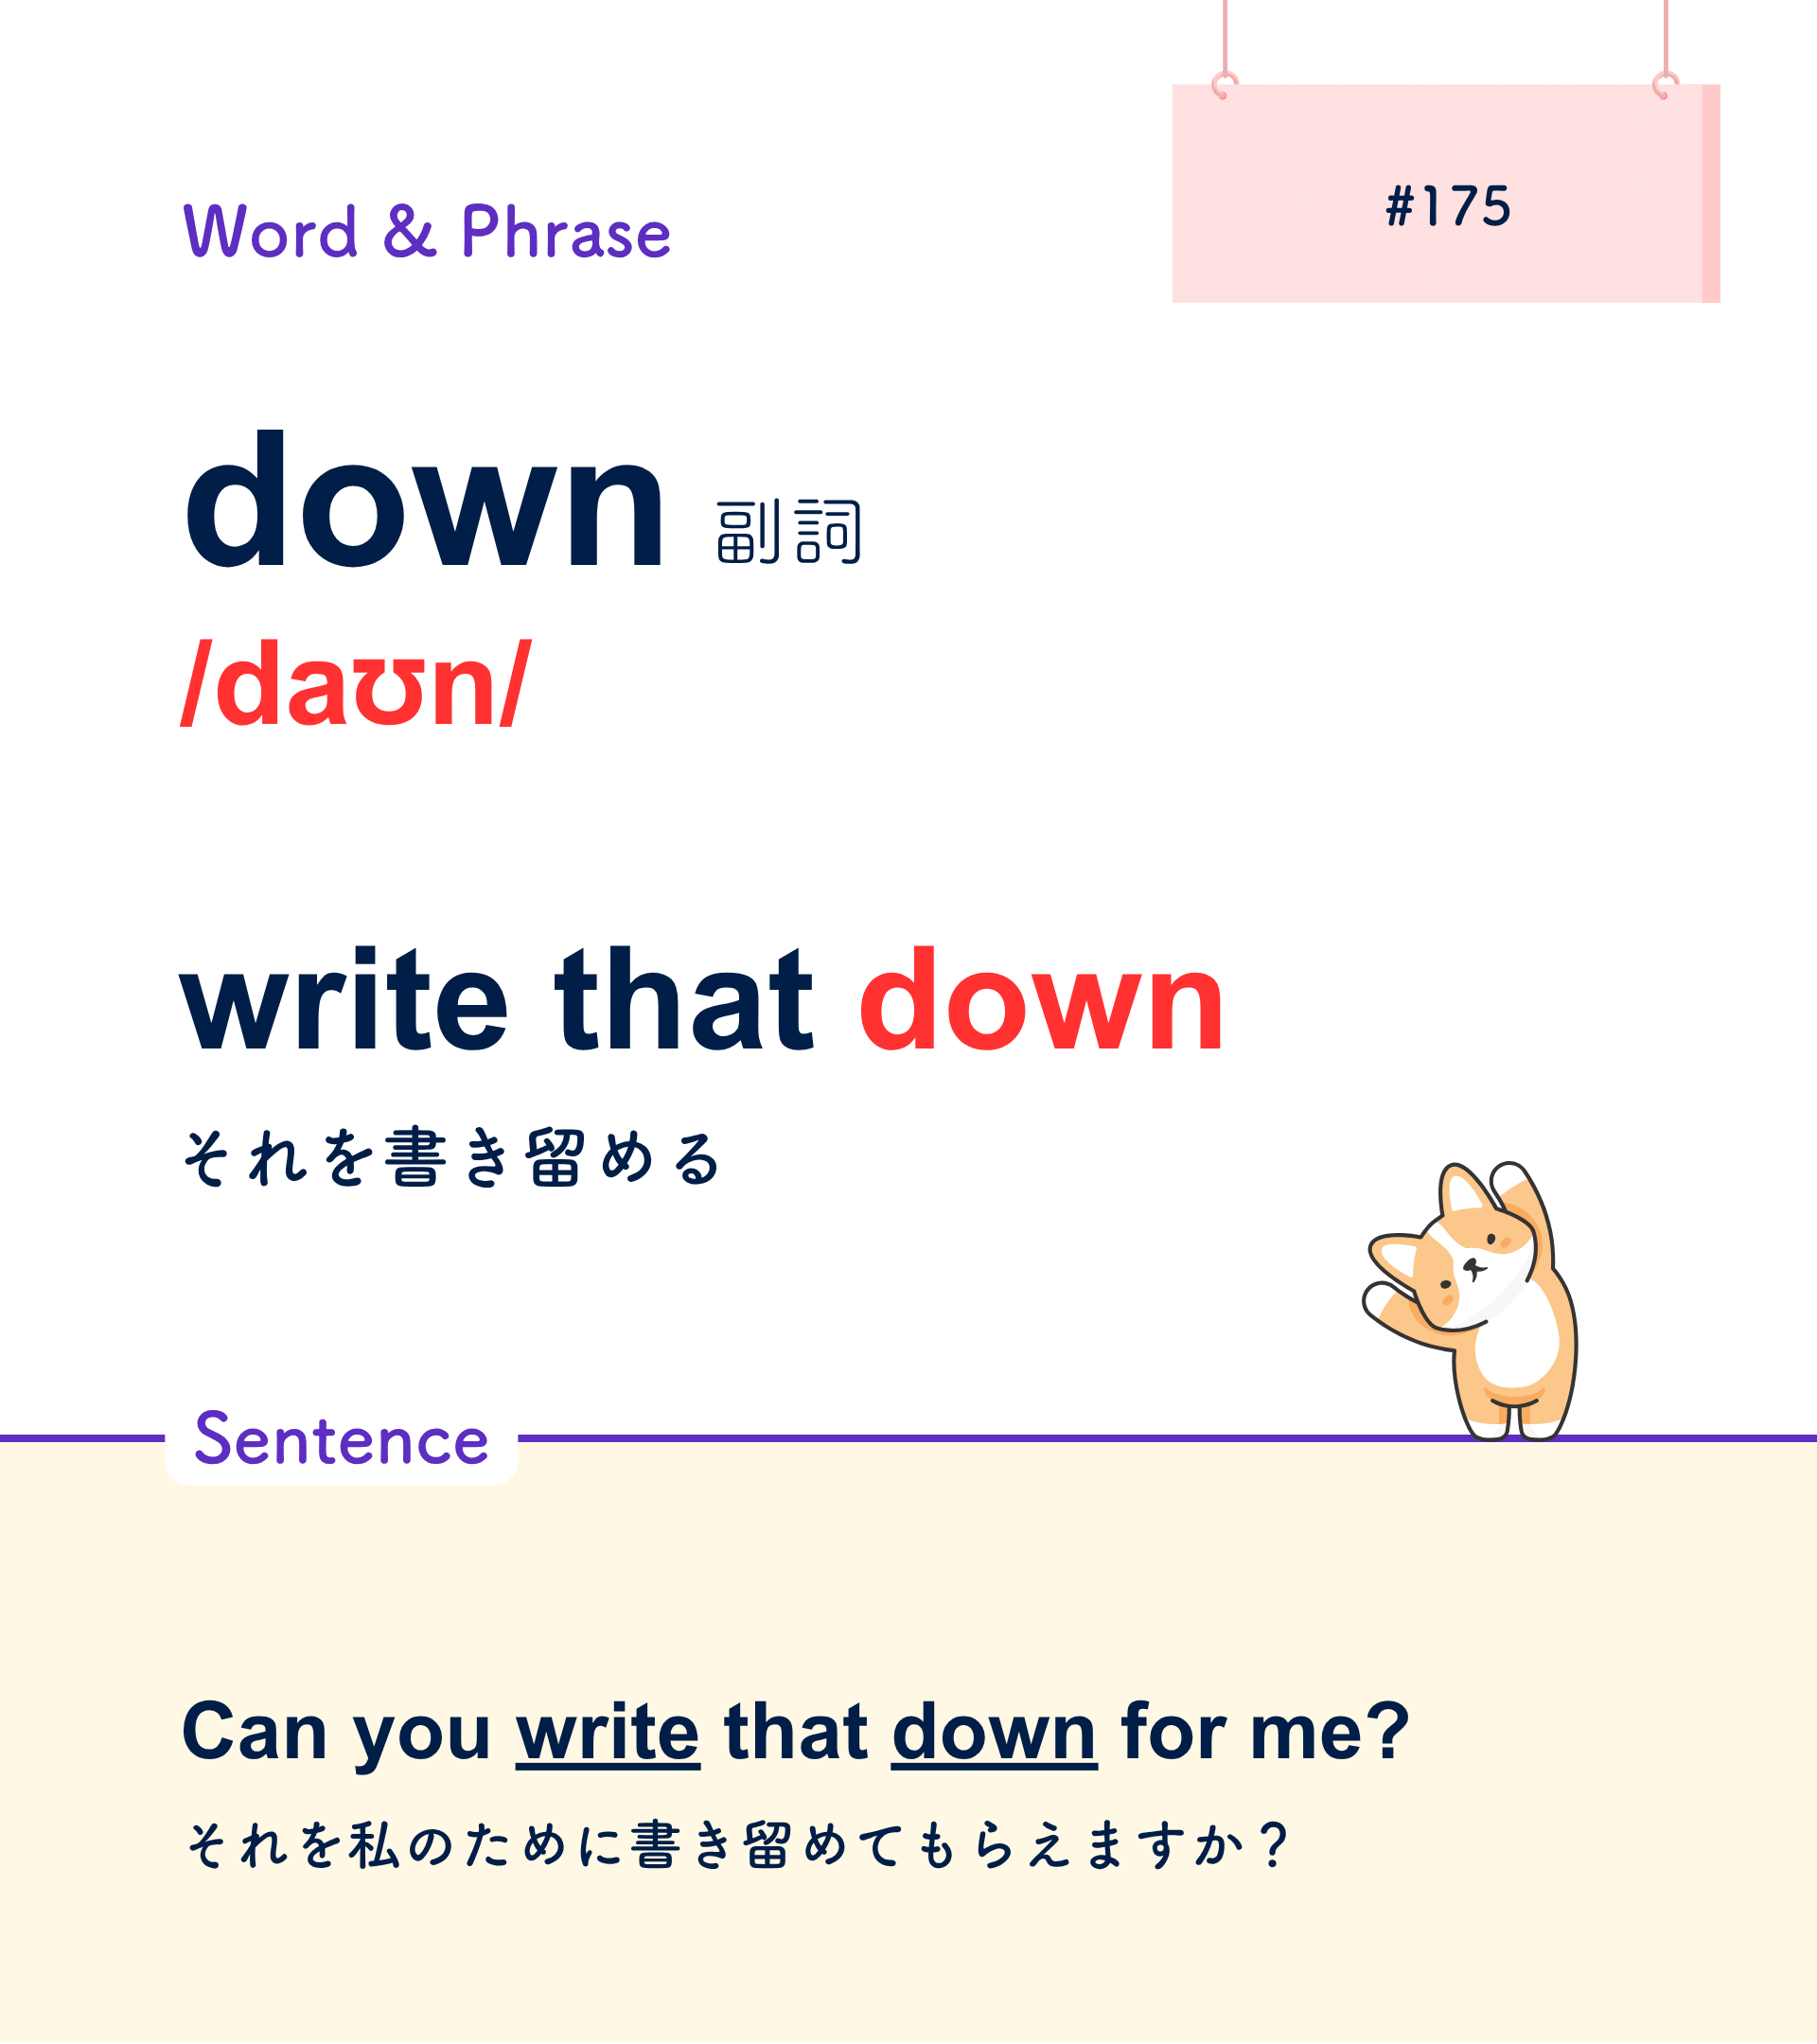 #175
Word & Phrase
down 副詞
/daʊn/
write that down
それを書き留める
Sentence
Can you write that down for me?
それを私のために書き留めてもらえますか？